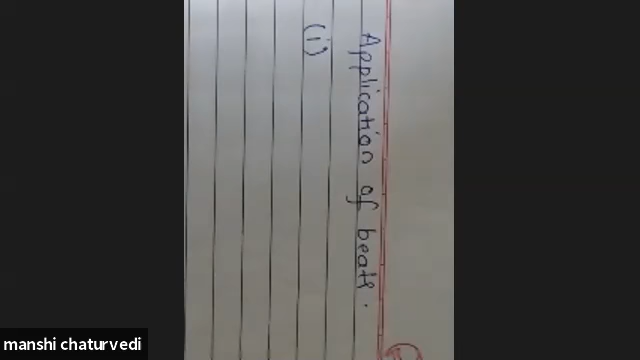 Application of beats.
(i)
manshi chaturvedi